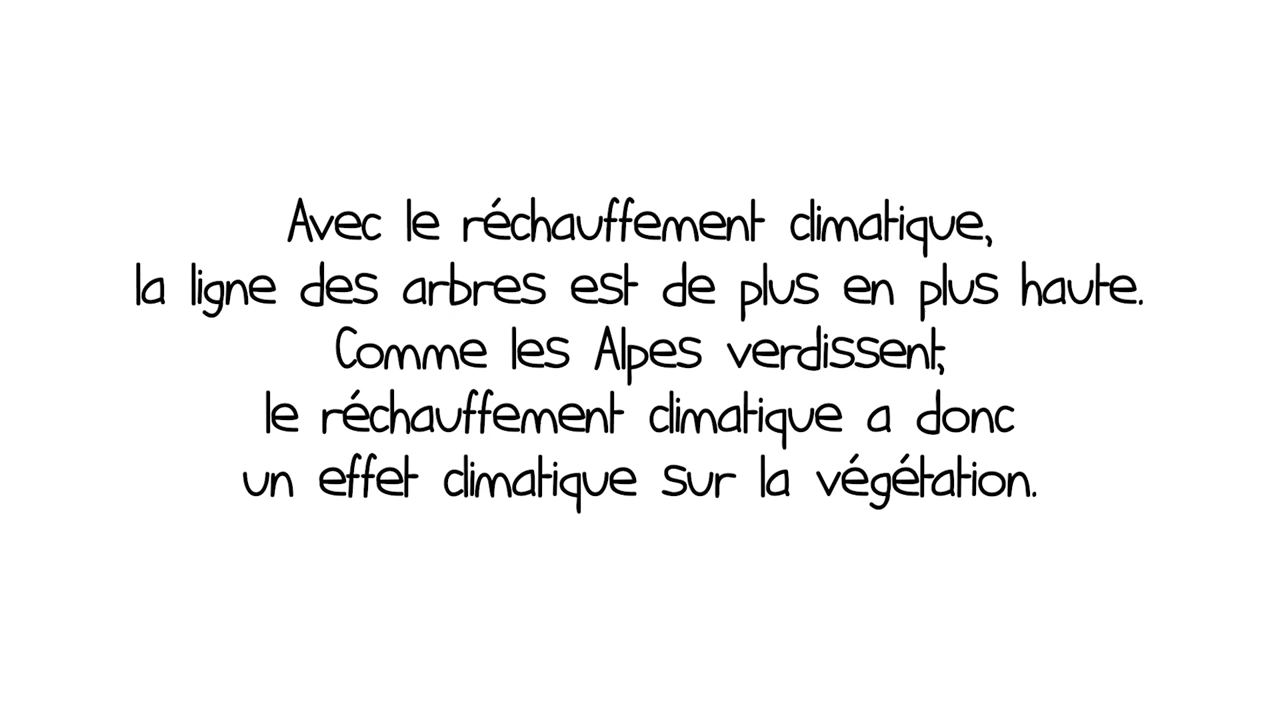 Avec le réchauffement climatique,
la ligne des arbres est de plus en plus haute.
Comme les Alpes verdissent,
le réchauffement climatique a donc
un effet climatique sur la végétation.